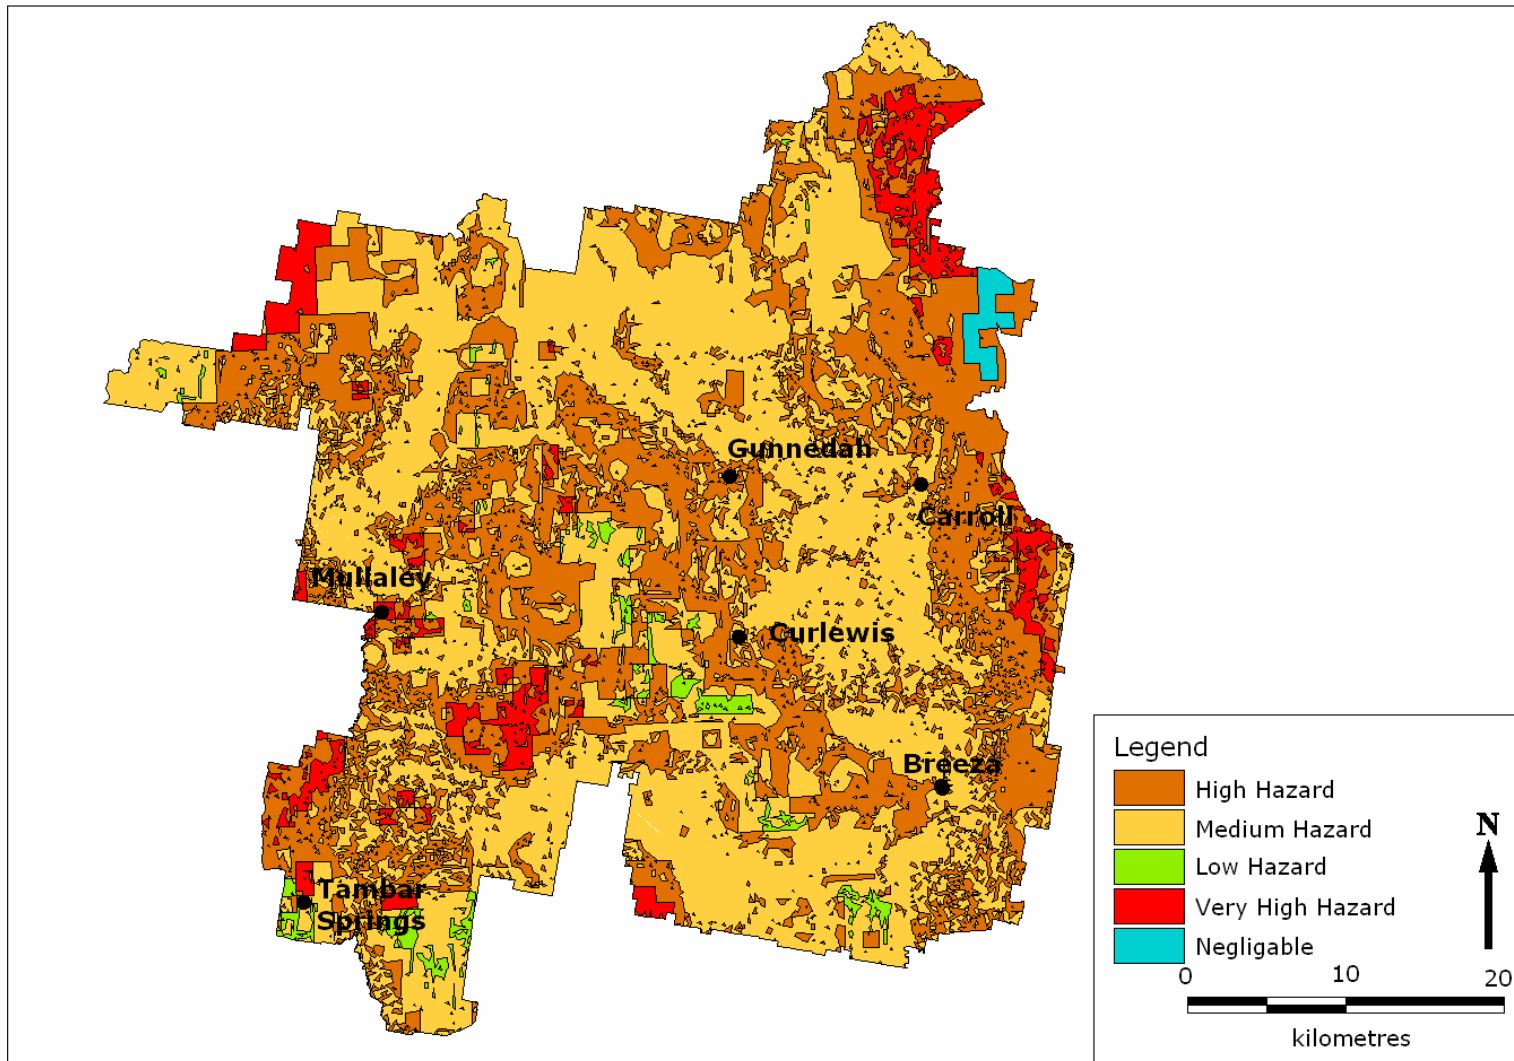 Gunnedah
Carroll
Mullaley
Curlewis
Breeza
Tambar
Springs
Legend
High Hazard
Medium Hazard
Low Hazard
Very High Hazard
Negligable
N
0 10 20
kilometres